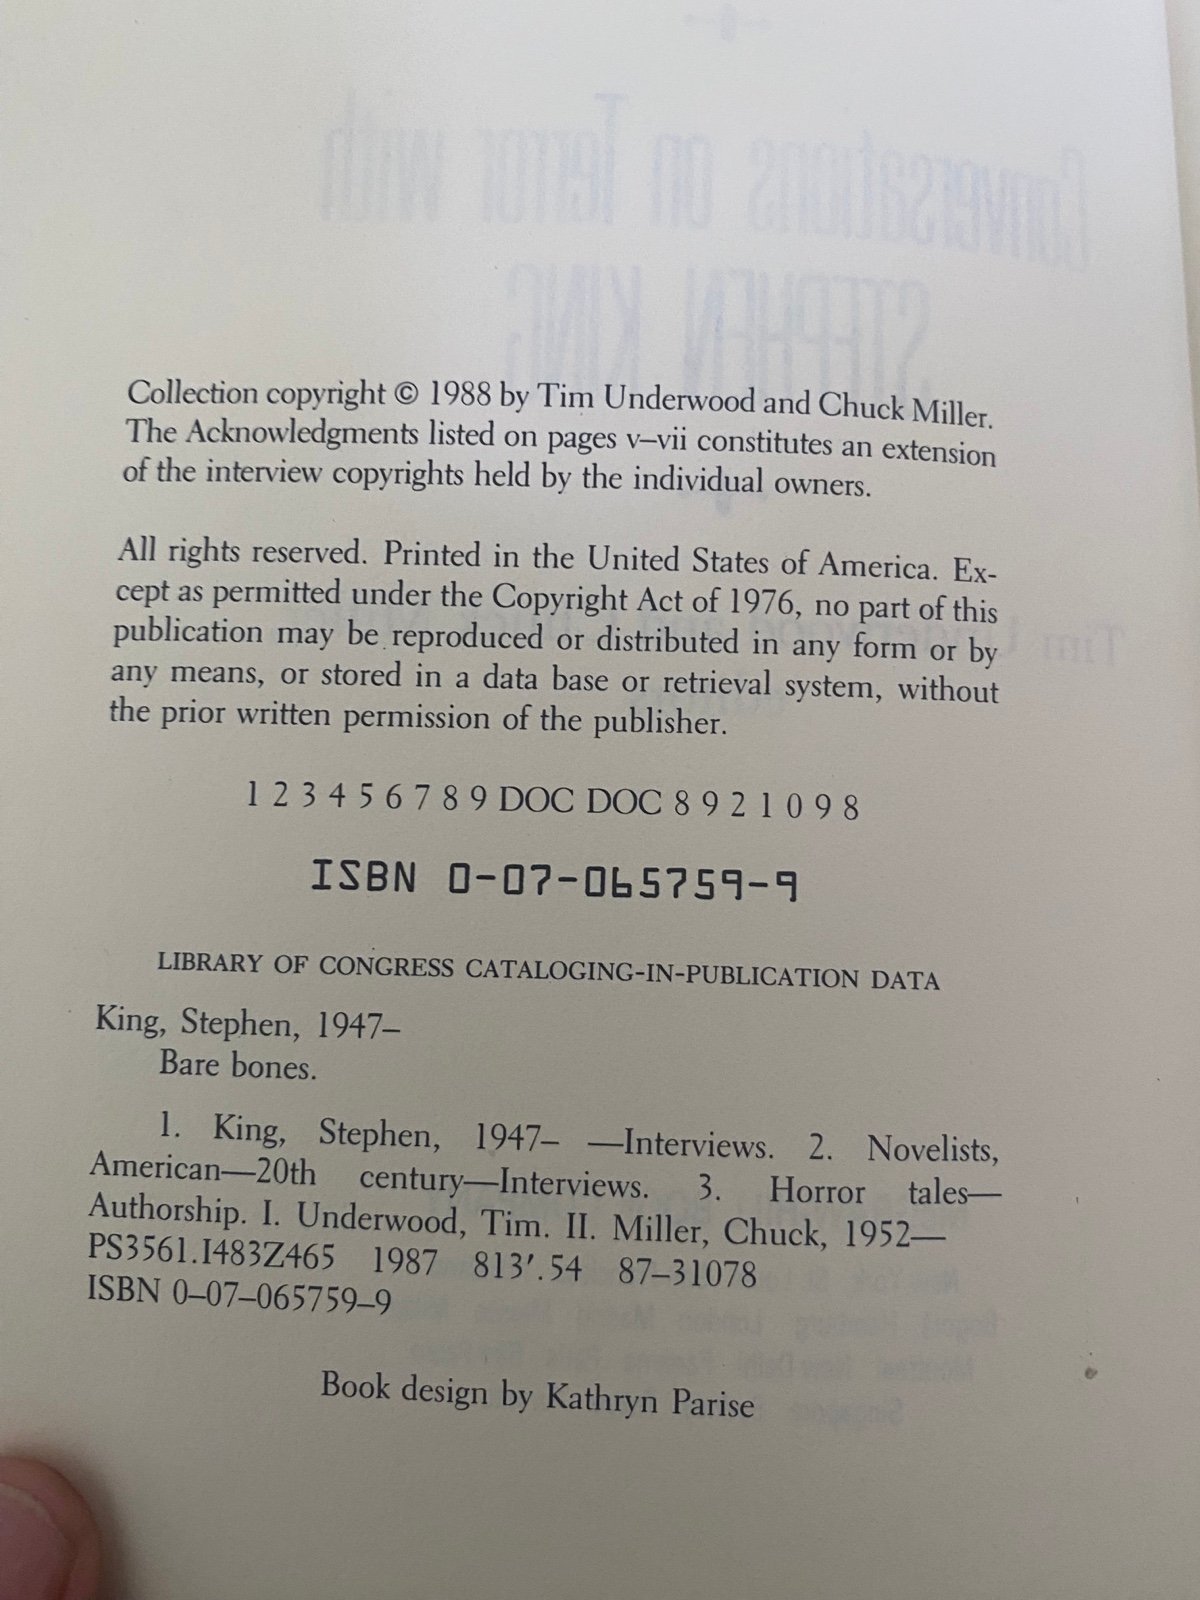 Conversations on Terror with
STEPHEN KING
Collection copyright © 1988 by Tim Underwood and Chuck Miller.
The Acknowledgments listed on pages v–vii constitutes an extension
of the interview copyrights held by the individual owners.
All rights reserved. Printed in the United States of America. Ex-
cept as permitted under the Copyright Act of 1976, no part of this
publication may be reproduced or distributed in any form or by
any means, or stored in a data base or retrieval system, without
the prior written permission of the publisher.
1 2 3 4 5 6 7 8 9 DOC DOC 8 9 2 1 0 9 8
ISBN 0-07-065759-9
LIBRARY OF CONGRESS CATALOGING-IN-PUBLICATION DATA
King, Stephen, 1947–
Bare bones.
1. King, Stephen, 1947– —Interviews. 2. Novelists,
American—20th century—Interviews. 3. Horror tales—
Authorship. I. Underwood, Tim. II. Miller, Chuck, 1952—
PS3561.I483Z465 1987 813′.54 87–31078
ISBN 0–07–065759–9
Book design by Kathryn Parise